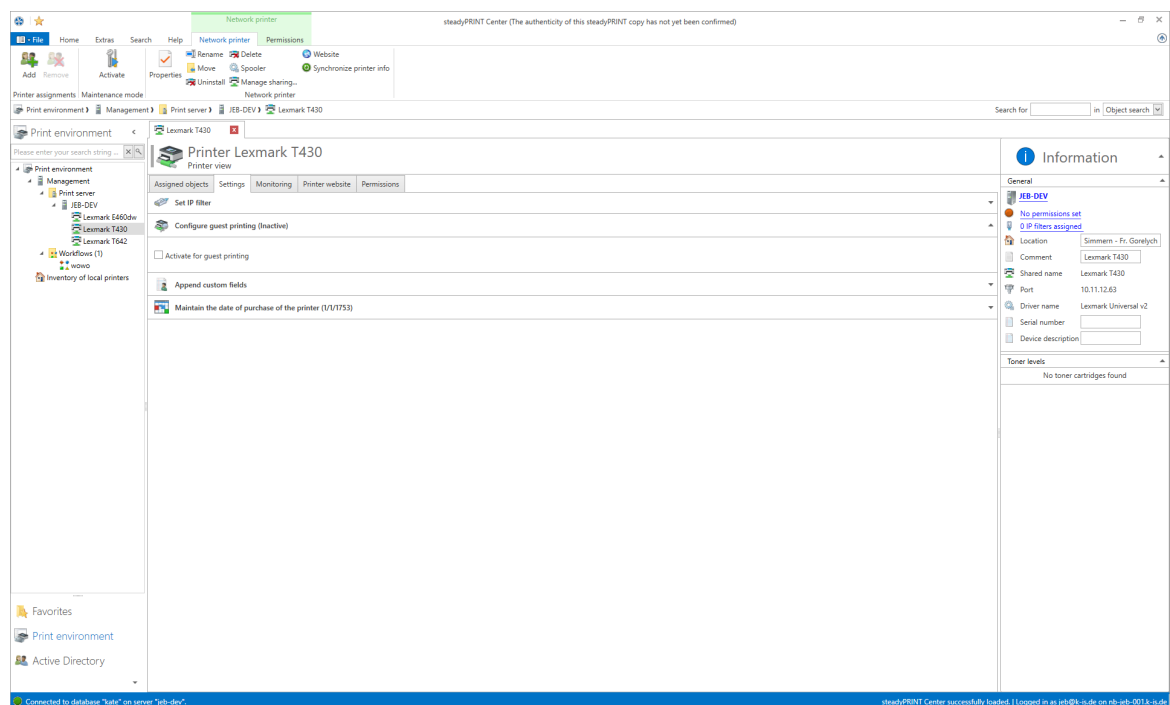 Network printer
steadyPRINT Center (The authenticity of this steadyPRINT copy has not yet been confirmed)
File Home Extras Search Help Network printer Permissions
Add Remove Activate Properties
Rename Delete Website
Move Spooler Synchronize printer info
Uninstall Manage sharing...
Printer assignments Maintenance mode Network printer
Print environment Management Print server JEB-DEV Lexmark T430
Search for in Object search
Print environment
Please enter your search string ...
Print environment
Management
Print server
JEB-DEV
Lexmark E460dw
Lexmark T430
Lexmark T642
Workflows (1)
wowo
Inventory of local printers
Favorites
Print environment
Active Directory
Lexmark T430
Printer Lexmark T430
Printer view
Assigned objects Settings Monitoring Printer website Permissions
Set IP filter
Configure guest printing (Inactive)
Activate for guest printing
Append custom fields
Maintain the date of purchase of the printer (1/1/1753)
Information
General
JEB-DEV
No permissions set
0 IP filters assigned
Location Simmern - Fr. Gorelych
Comment Lexmark T430
Shared name Lexmark T430
Port 10.11.12.63
Driver name Lexmark Universal v2
Serial number
Device description
Toner levels
No toner cartridges found
Connected to database "kate" on server "jeb-dev".
steadyPRINT Center successfully loaded. | Logged in as jeb@k-is.de on nb-jeb-001.k-is.de